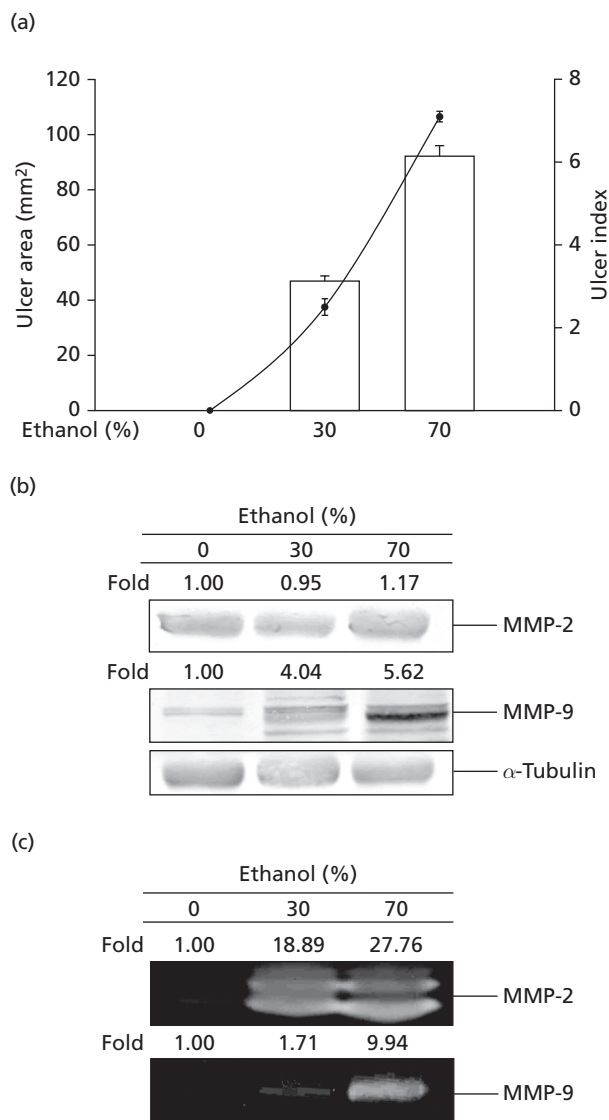 (a)
120
100
80
60
40
20
0
Ulcer area (mm²)
8
6
4
2
0
Ulcer index
Ethanol (%) 0 30 70
(b)
Ethanol (%)
0 30 70
Fold 1.00 0.95 1.17
MMP-2
Fold 1.00 4.04 5.62
MMP-9
α-Tubulin
(c)
Ethanol (%)
0 30 70
Fold 1.00 18.89 27.76
MMP-2
Fold 1.00 1.71 9.94
MMP-9